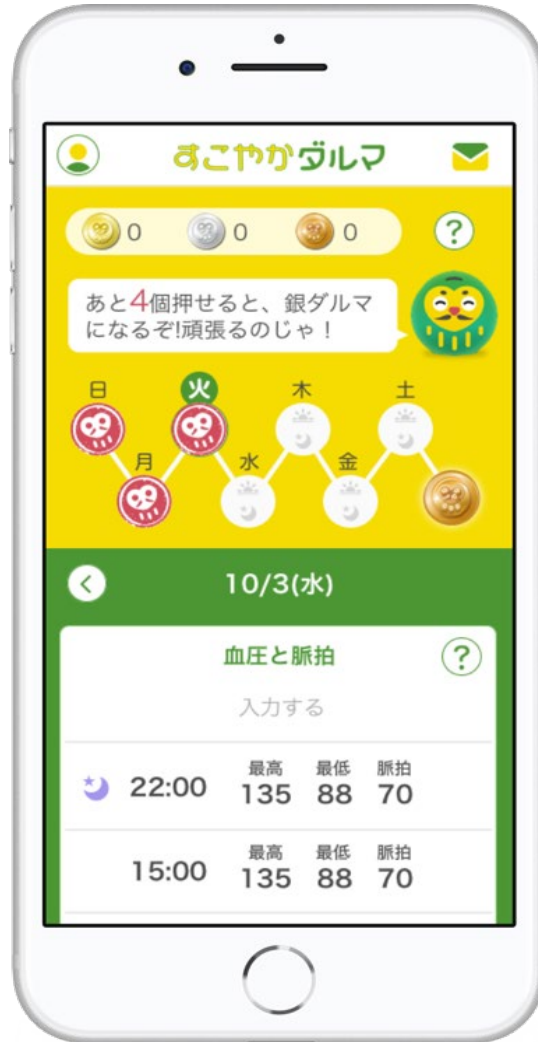 すこやかダルマ
0 0 0 ?
あと4個押せると、銀ダルマ
になるぞ!頑張るのじゃ！
日 火 木 土
月 水 金
10/3(水)
血圧と脈拍 ?
入力する
最高 最低 脈拍
22:00 135 88 70
最高 最低 脈拍
15:00 135 88 70